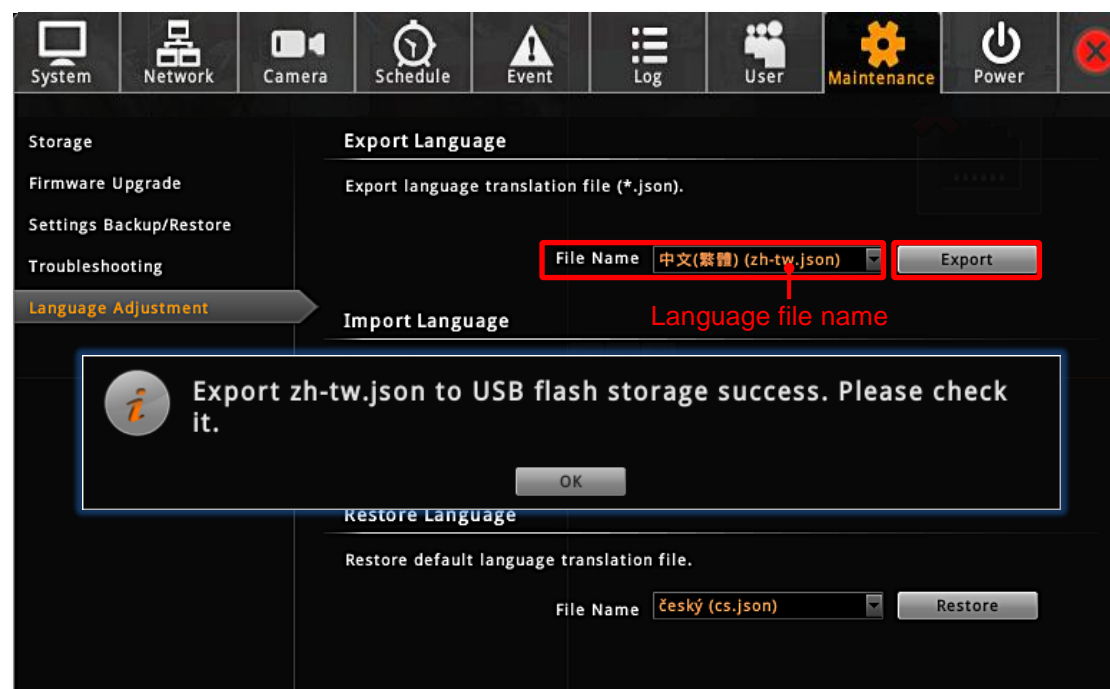 System Network Camera Schedule Event Log User Maintenance Power
Storage
Firmware Upgrade
Settings Backup/Restore
Troubleshooting
Language Adjustment
Export Language
Export language translation file (*.json).
File Name 中文(繁體) (zh-tw.json) Export
Language file name
Import Language
Export zh-tw.json to USB flash storage success. Please check
it.
OK
Restore Language
Restore default language translation file.
File Name český (cs.json) Restore